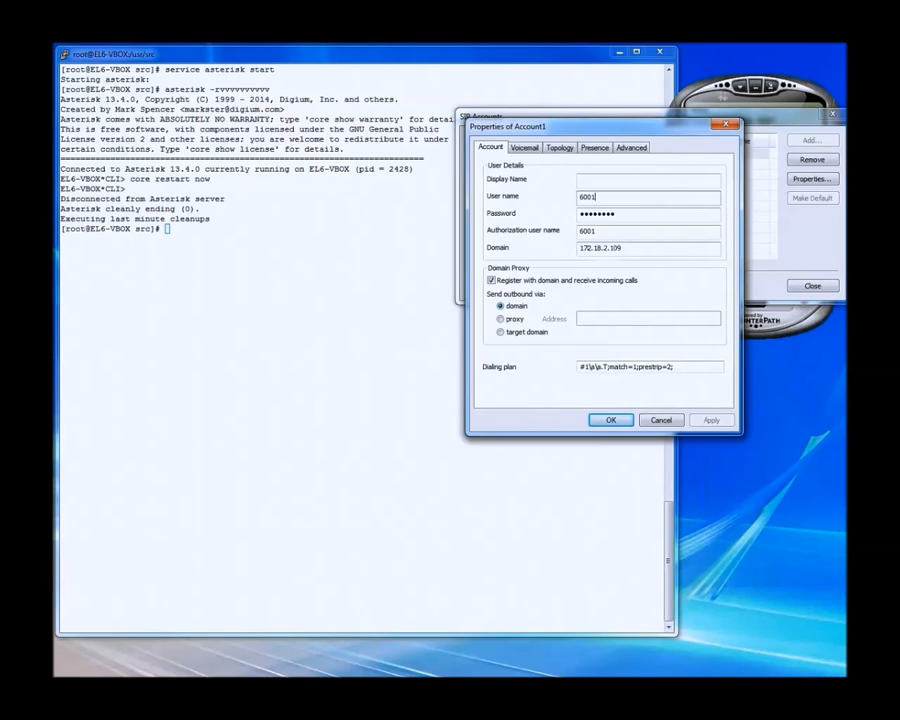 root@EL6-VBOX:/usr/src
[root@EL6-VBOX src]# service asterisk start
Starting asterisk:
[root@EL6-VBOX src]# asterisk -rvvvvvvvvvv
Asterisk 13.4.0, Copyright (C) 1999 - 2014, Digium, Inc. and others.
Created by Mark Spencer <markster@digium.com>
Asterisk comes with ABSOLUTELY NO WARRANTY; type 'core show warranty' for detai
This is free software, with components licensed under the GNU General Public
License version 2 and other licenses; you are welcome to redistribute it under
certain conditions. Type 'core show license' for details.
=========================================================================
Connected to Asterisk 13.4.0 currently running on EL6-VBOX (pid = 2428)
EL6-VBOX*CLI> core restart now
EL6-VBOX*CLI>
Disconnected from Asterisk server
Asterisk cleanly ending (0).
Executing last minute cleanups
[root@EL6-VBOX src]#
SIP Accounts
Add...
Remove
Properties...
Make Default
Close
Properties of Account1
Account Voicemail Topology Presence Advanced
User Details
Display Name
User name 6001
Password ••••••••
Authorization user name 6001
Domain 172.18.2.109
Domain Proxy
Register with domain and receive incoming calls
Send outbound via:
domain
proxy Address
target domain
Dialing plan #1\a\a.T;match=1;prestrip=2;
OK Cancel Apply